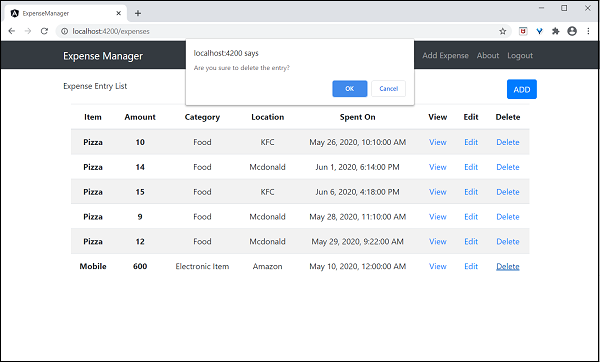 ExpenseManager
localhost:4200/expenses
localhost:4200 says
Are you sure to delete the entry?
OK Cancel
Expense Manager Add Expense About Logout
Expense Entry List ADD
Item Amount Category Location Spent On View Edit Delete
Pizza 10 Food KFC May 26, 2020, 10:10:00 AM View Edit Delete
Pizza 14 Food Mcdonald Jun 1, 2020, 6:14:00 PM View Edit Delete
Pizza 15 Food KFC Jun 6, 2020, 4:18:00 PM View Edit Delete
Pizza 9 Food Mcdonald May 28, 2020, 11:10:00 AM View Edit Delete
Pizza 12 Food Mcdonald May 29, 2020, 9:22:00 AM View Edit Delete
Mobile 600 Electronic Item Amazon May 10, 2020, 12:00:00 AM View Edit Delete